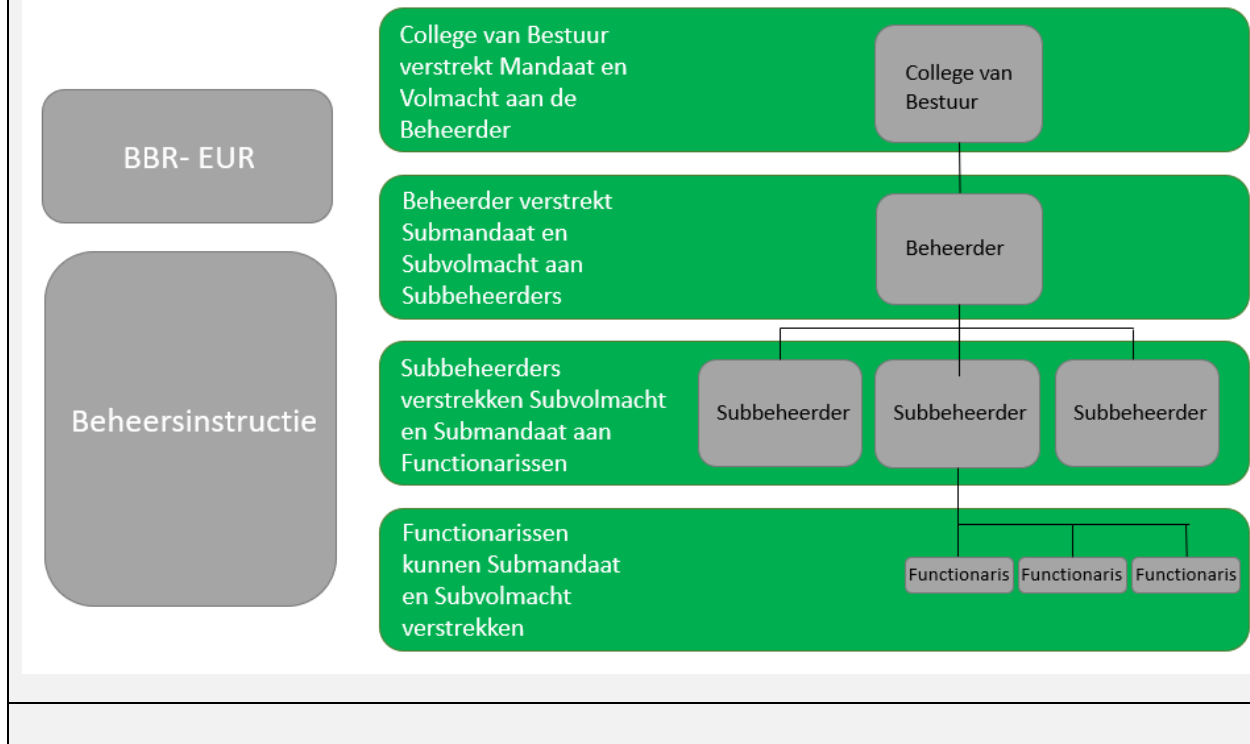 BBR- EUR
Beheersinstructie
College van Bestuur
verstrekt Mandaat en
Volmacht aan de
Beheerder
College van
Bestuur
Beheerder verstrekt
Submandaat en
Subvolmacht aan
Subbeheerders
Beheerder
Subbeheerders
verstrekken Subvolmacht
en Submandaat aan
Functionarissen
Subbeheerder
Subbeheerder
Subbeheerder
Functionarissen
kunnen Submandaat
en Subvolmacht
verstrekken
Functionaris
Functionaris
Functionaris